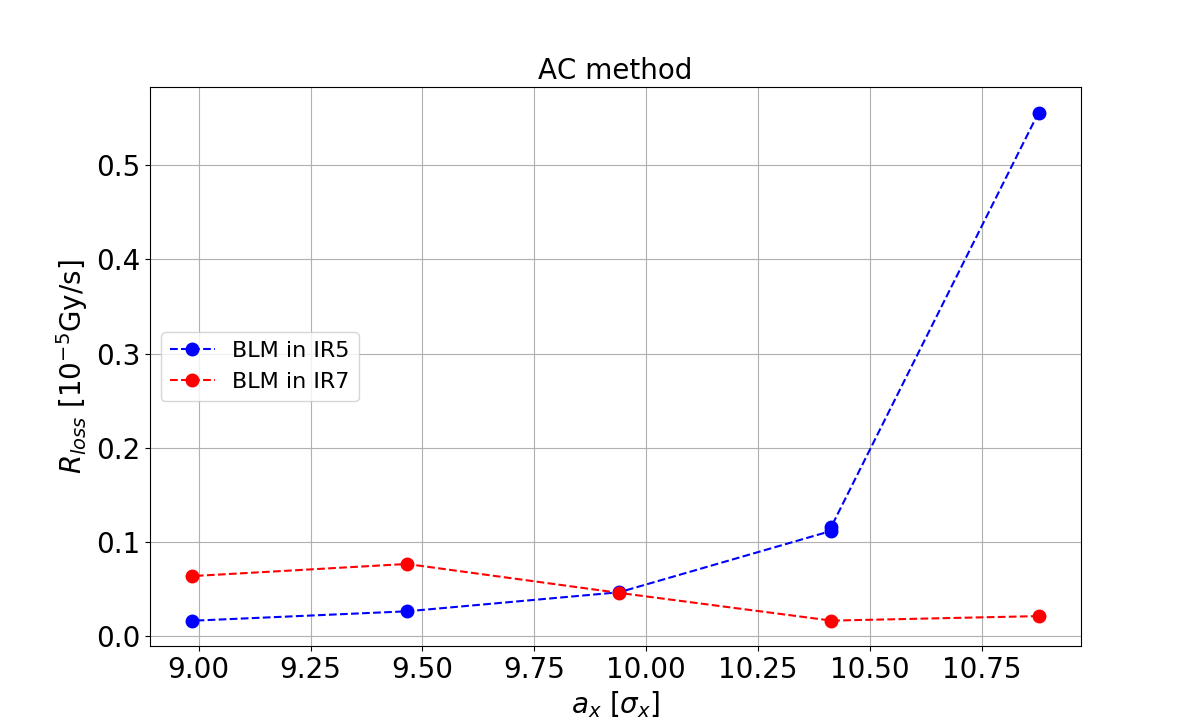 AC method
R_loss [10⁻⁵Gy/s]
0.5
0.4
0.3
0.2
0.1
0.0
BLM in IR5
BLM in IR7
9.00 9.25 9.50 9.75 10.00 10.25 10.50 10.75
a_x [σ_x]